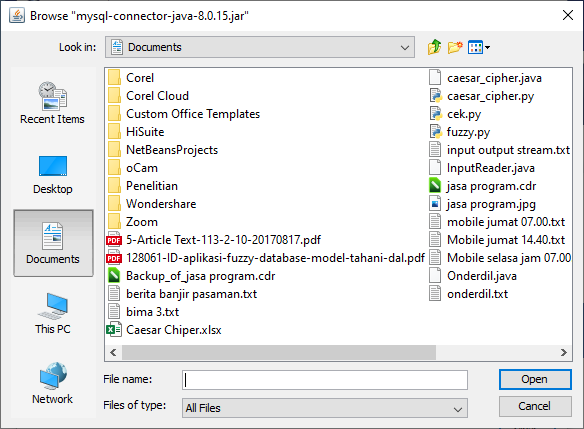 Browse "mysql-connector-java-8.0.15.jar"
Look in:
Documents
Recent Items
Desktop
Documents
This PC
Network
Corel
Corel Cloud
Custom Office Templates
HiSuite
NetBeansProjects
oCam
Penelitian
Wondershare
Zoom
5-Article Text-113-2-10-20170817.pdf
128061-ID-aplikasi-fuzzy-database-model-tahani-dal.pdf
Backup_of_jasa program.cdr
berita banjir pasaman.txt
bima 3.txt
Caesar Chiper.xlsx
caesar_cipher.java
caesar_cipher.py
cek.py
fuzzy.py
input output stream.txt
InputReader.java
jasa program.cdr
jasa program.jpg
Mobile jumat 07.00.txt
Mobile jumat 14.40.txt
Mobile selasa jam 07.00
Onderdil.java
onderdil.txt
File name:
Open
Files of type:
All Files
Cancel